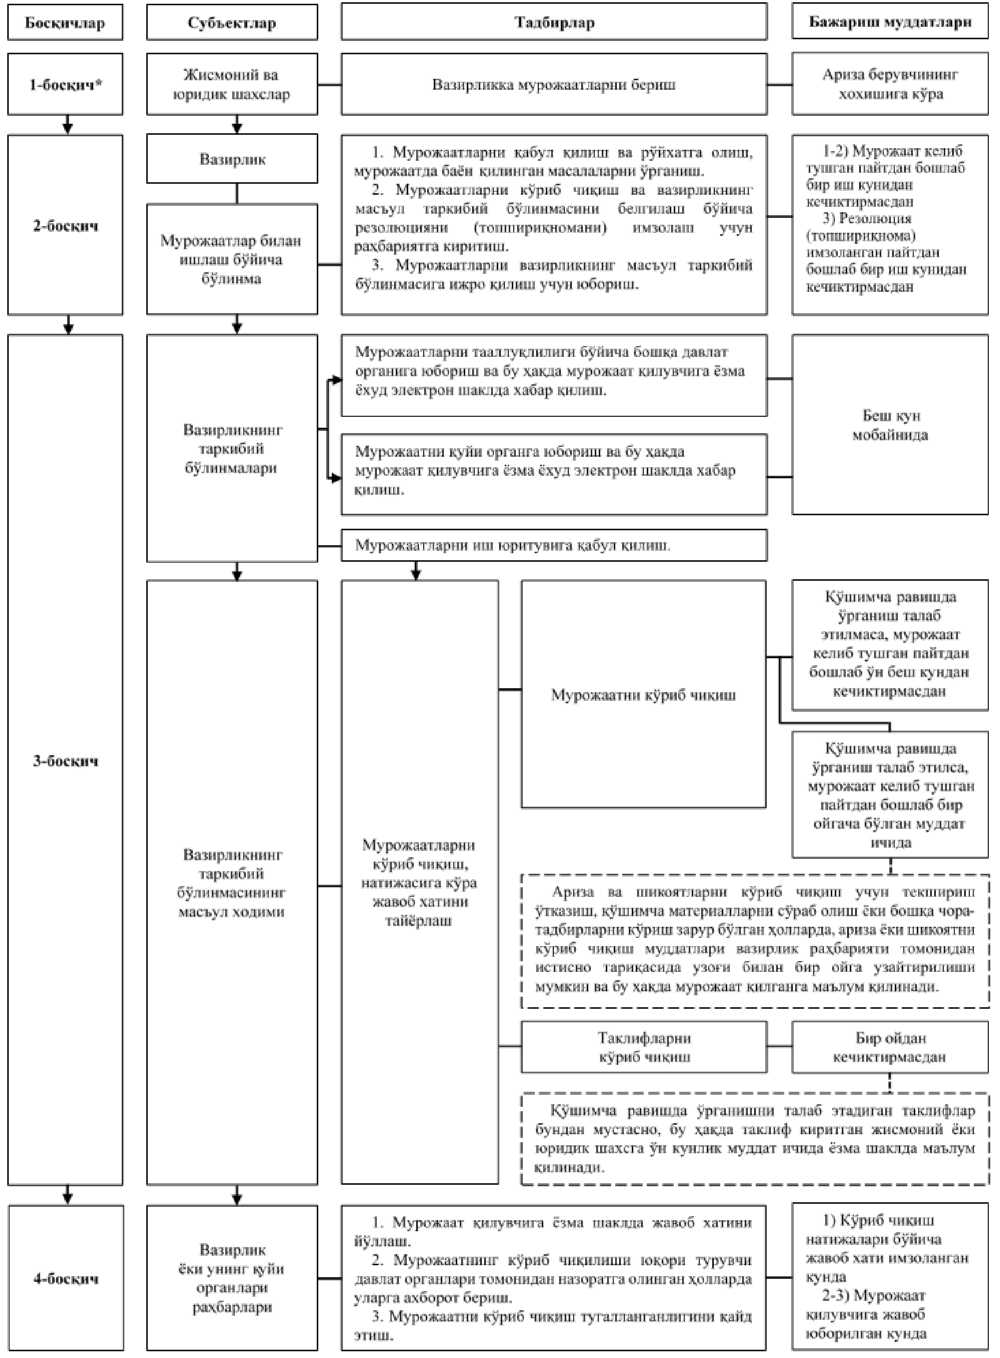 Босқичлар
Субъектлар
Тадбирлар
Бажариш муддатлари
1-босқич*
Жисмоний ва
юридик шахслар
Вазирликка мурожаатларни бериш
Ариза берувчининг
хохишига кўра
2-босқич
Вазирлик
Мурожаатлар билан
ишлаш бўйича
бўлинма
1. Мурожаатларни қабул қилиш ва рўйхатга олиш,
мурожаатда баён қилинган масалаларни ўрганиш.
2. Мурожаатларни кўриб чиқиш ва вазирликнинг
масъул таркибий бўлинмасини белгилаш бўйича
резолюцияни (топшириқномани) имзолаш учун
раҳбариятга киритиш.
3. Мурожаатларни вазирликнинг масъул таркибий
бўлинмасига ижро қилиш учун юбориш.
1-2) Мурожаат келиб
тушган пайтдан бошлаб
бир иш кунидан
кечиктирмасдан
3) Резолюция
(топшириқнома)
имзоланган пайтдан
бошлаб бир иш кунидан
кечиктирмасдан
3-босқич
Вазирликнинг
таркибий
бўлинмалари
Мурожаатларни тааллуқлилиги бўйича бошқа давлат
органига юбориш ва бу ҳақда мурожаат қилувчига ёзма
ёхуд электрон шаклда хабар қилиш.
Мурожаатни қуйи органга юбориш ва бу ҳақда
мурожаат қилувчига ёзма ёхуд электрон шаклда хабар
қилиш.
Беш кун
мобайнида
Мурожаатларни иш юритувига қабул қилиш.
Вазирликнинг
таркибий
бўлинмасининг
масъул ходими
Мурожаатларни
кўриб чиқиш,
натижасига кўра
жавоб хатини
тайёрлаш
Мурожаатни кўриб чиқиш
Қўшимча равишда
ўрганиш талаб
этилмаса, мурожаат
келиб тушган пайтдан
бошлаб ўн беш кундан
кечиктирмасдан
Қўшимча равишда
ўрганиш талаб этилса,
мурожаат келиб тушган
пайтдан бошлаб бир
ойгача бўлган муддат
ичида
Ариза ва шикоятларни кўриб чиқиш учун текшириш
ўтказиш, қўшимча материалларни сўраб олиш ёки бошқа чора-
тадбирларни кўриш зарур бўлган ҳолларда, ариза ёки шикоятни
кўриб чиқиш муддатлари вазирлик раҳбарияти томонидан
истисно тариқасида узоғи билан бир ойга узайтирилиши
мумкин ва бу ҳақда мурожаат қилганга маълум қилинади.
Таклифларни
кўриб чиқиш
Бир ойдан
кечиктирмасдан
Қўшимча равишда ўрганишни талаб этадиган таклифлар
бундан мустасно, бу ҳақда таклиф киритган жисмоний ёки
юридик шахсга ўн кунлик муддат ичида ёзма шаклда маълум
қилинади.
4-босқич
Вазирлик
ёки унинг қуйи
органлари
раҳбарлари
1. Мурожаат қилувчига ёзма шаклда жавоб хатини
йўллаш.
2. Мурожаатнинг кўриб чиқилиши юқори турувчи
давлат органлари томонидан назоратга олинган ҳолларда
уларга ахборот бериш.
3. Мурожаатни кўриб чиқиш тугалланганлигини қайд
этиш.
1) Кўриб чиқиш
натижалари бўйича
жавоб хати имзоланган
кунда
2-3) Мурожаат
қилувчига жавоб
юборилган кунда